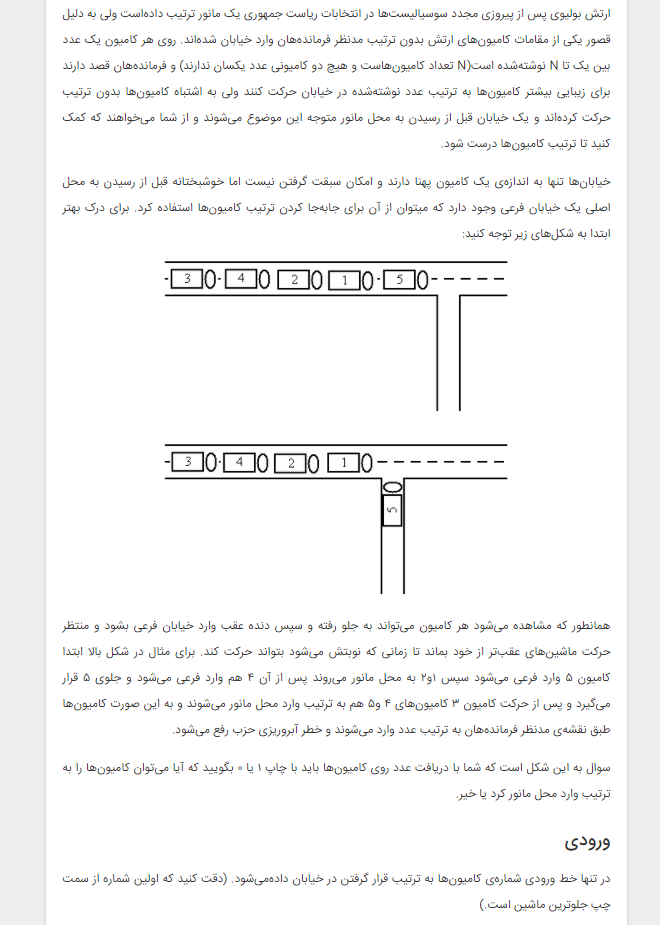 ارتش بولیوی پس از پیروزی مجدد سوسیالیست‌ها در انتخابات ریاست جمهوری یک مانور ترتیب داده‌است ولی به دلیل
قصور یکی از مقامات کامیون‌های ارتش بدون ترتیب مدنظر فرمانده‌هان وارد خیابان شده‌اند. روی هر کامیون یک عدد
بین یک تا N نوشته‌شده است(N تعداد کامیون‌هاست و هیچ دو کامیونی عدد یکسان ندارند) و فرمانده‌هان قصد دارند
برای زیبایی بیشتر کامیون‌ها به ترتیب عدد نوشته‌شده در خیابان حرکت کنند ولی به اشتباه کامیون‌ها بدون ترتیب
حرکت کرده‌اند و یک خیابان قبل از رسیدن به محل مانور متوجه این موضوع می‌شوند و از شما می‌خواهند که کمک
کنید تا ترتیب کامیون‌ها درست شود.
خیابان‌ها تنها به اندازه‌ی یک کامیون پهنا دارند و امکان سبقت گرفتن نیست اما خوشبختانه قبل از رسیدن به محل
اصلی یک خیابان فرعی وجود دارد که میتوان از آن برای جابه‌جا کردن ترتیب کامیون‌ها استفاده کرد. برای درک بهتر
ابتدا به شکل‌های زیر توجه کنید:
3 4 2 1 5
3 4 2 1
5
همانطور که مشاهده می‌شود هر کامیون می‌تواند به جلو رفته و سپس دنده عقب وارد خیابان فرعی بشود و منتظر
حرکت ماشین‌های عقب‌تر از خود بماند تا زمانی که نوبتش می‌شود بتواند حرکت کند. برای مثال در شکل بالا ابتدا
کامیون ۵ وارد فرعی می‌شود سپس ۱و۲ به محل مانور می‌روند پس از آن ۴ هم وارد فرعی می‌شود و جلوی ۵ قرار
می‌گیرد و پس از حرکت کامیون ۳ کامیون‌های ۴ و۵ هم به ترتیب وارد محل مانور می‌شوند و به این صورت کامیون‌ها
طبق نقشه‌ی مدنظر فرمانده‌هان به ترتیب عدد وارد می‌شوند و خطر آبروریزی حزب رفع می‌شود.
سوال به این شکل است که شما با دریافت عدد روی کامیون‌ها باید با چاپ ۱ یا ۰ بگویید که آیا می‌توان کامیون‌ها را به
ترتیب وارد محل مانور کرد یا خیر.
ورودی
در تنها خط ورودی شماره‌ی کامیون‌ها به ترتیب قرار گرفتن در خیابان داده‌می‌شود. (دقت کنید که اولین شماره از سمت
چپ جلوترین ماشین است.)